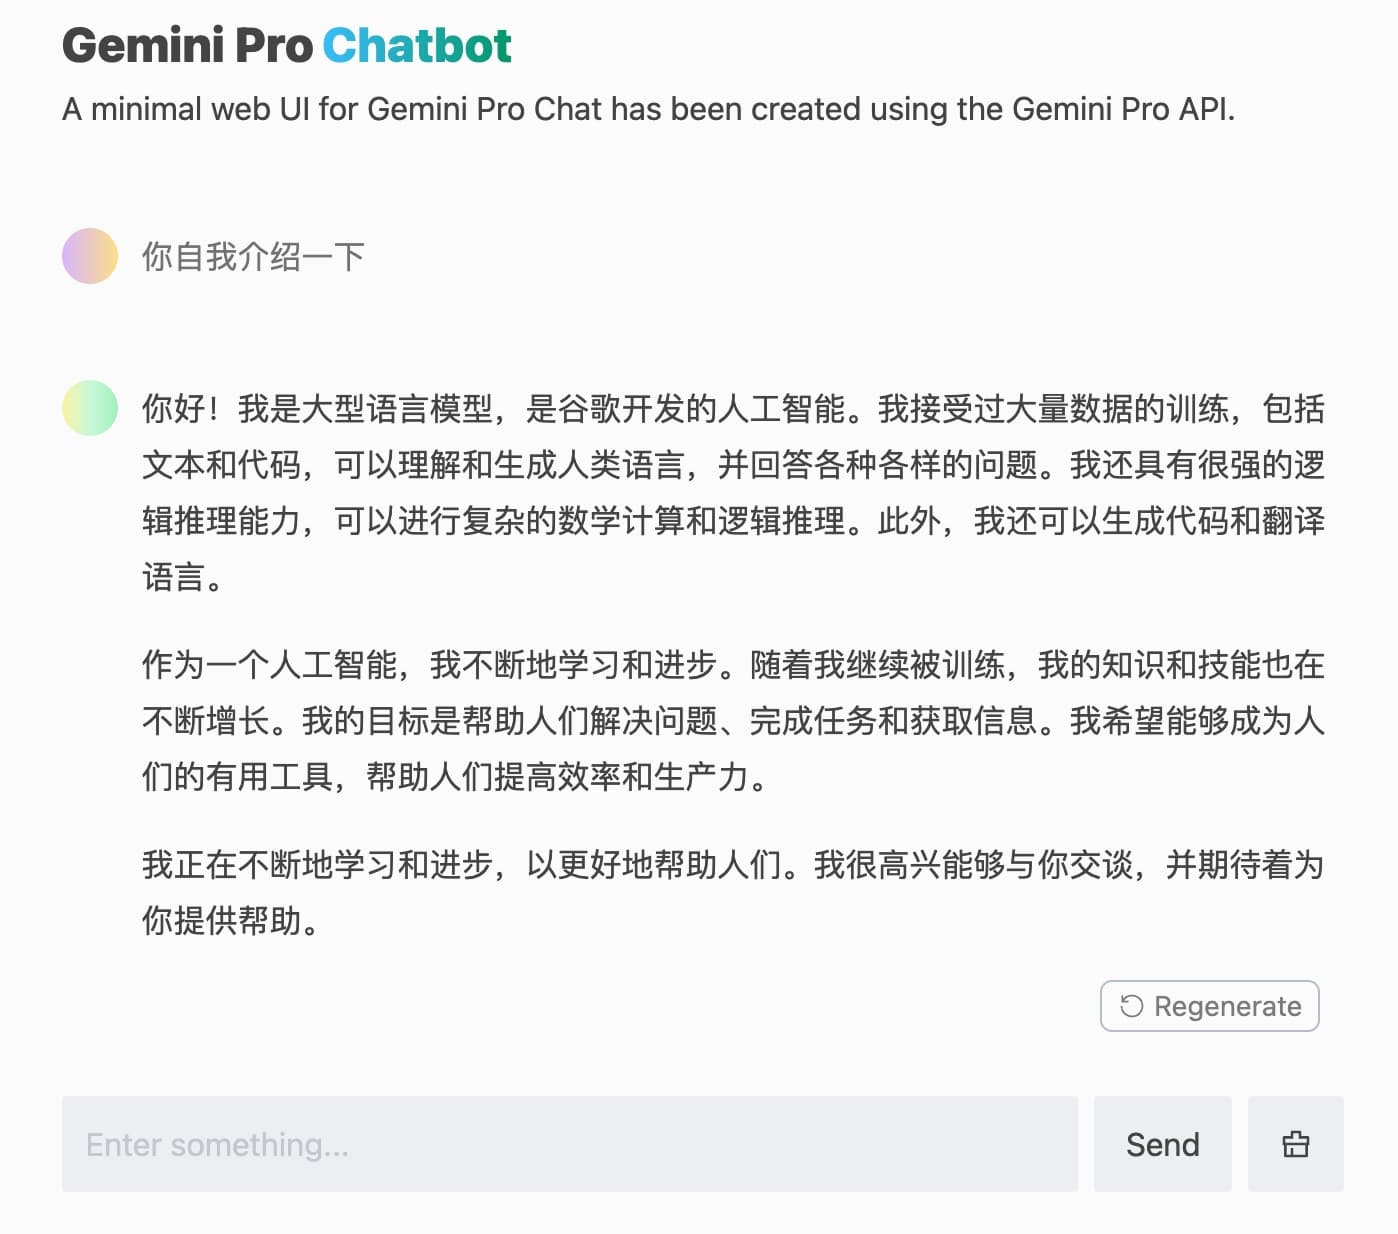 Gemini Pro Chatbot
A minimal web UI for Gemini Pro Chat has been created using the Gemini Pro API.
你自我介绍一下
你好！我是大型语言模型，是谷歌开发的人工智能。我接受过大量数据的训练，包括
文本和代码，可以理解和生成人类语言，并回答各种各样的问题。我还具有很强的逻
辑推理能力，可以进行复杂的数学计算和逻辑推理。此外，我还可以生成代码和翻译
语言。
作为一个人工智能，我不断地学习和进步。随着我继续被训练，我的知识和技能也在
不断增长。我的目标是帮助人们解决问题、完成任务和获取信息。我希望能够成为人
们的有用工具，帮助人们提高效率和生产力。
我正在不断地学习和进步，以更好地帮助人们。我很高兴能够与你交谈，并期待着为
你提供帮助。
Regenerate
Enter something...
Send